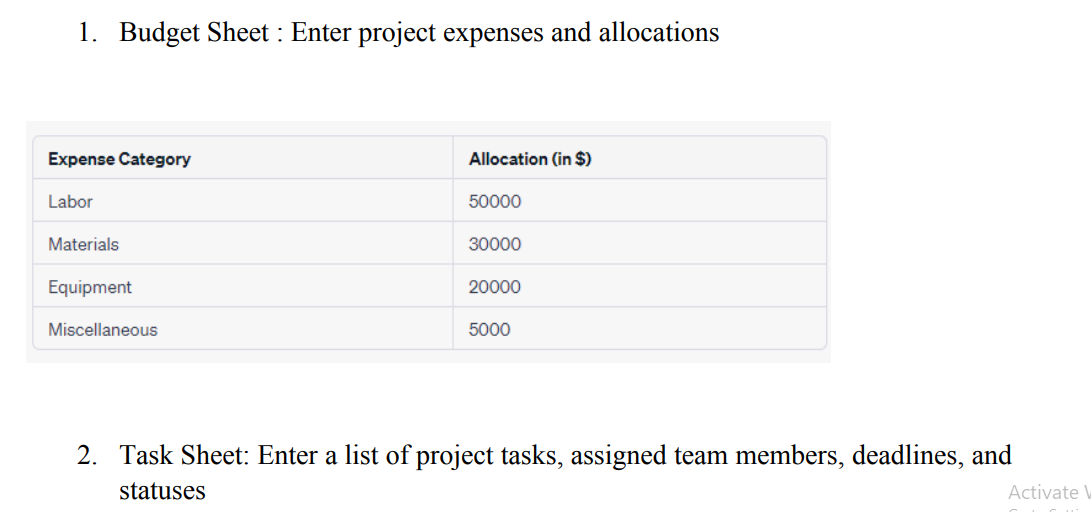 1. Budget Sheet : Enter project expenses and allocations
Expense Category Allocation (in $)
Labor 50000
Materials 30000
Equipment 20000
Miscellaneous 5000
2. Task Sheet: Enter a list of project tasks, assigned team members, deadlines, and
statuses
Activate